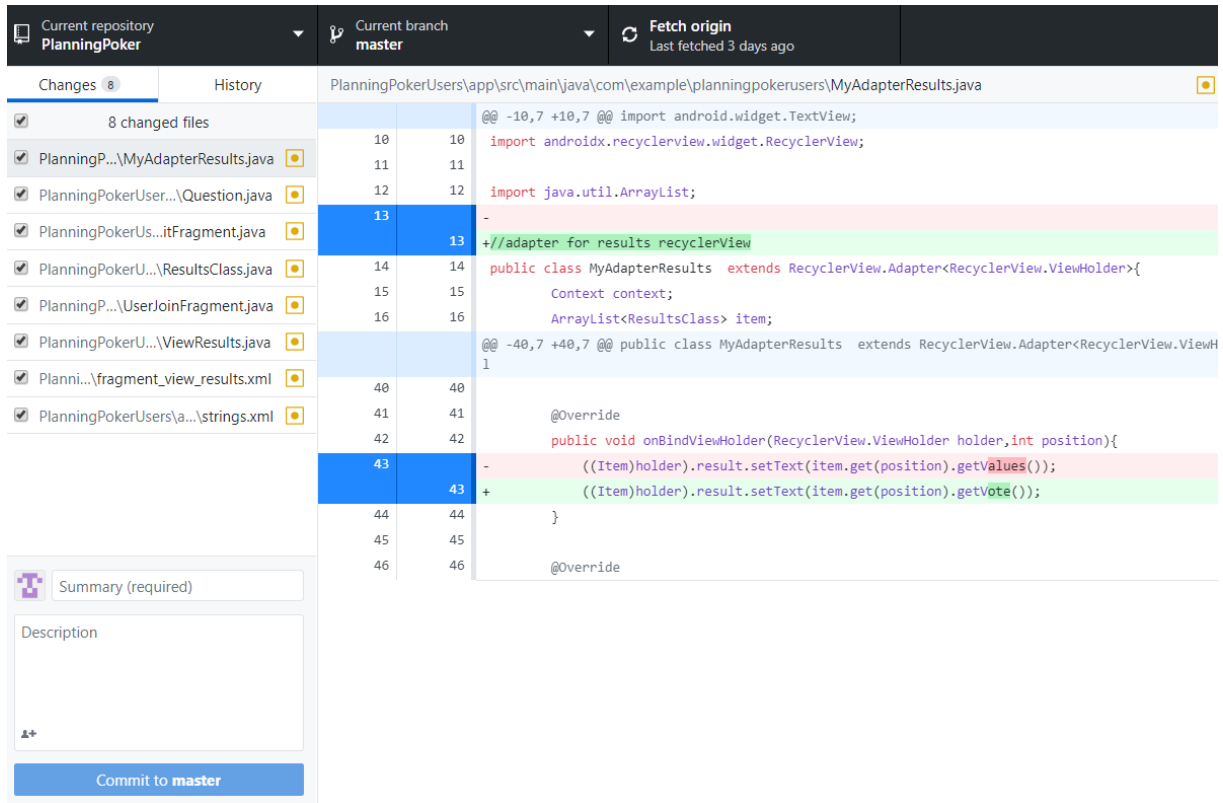 Current repository
PlanningPoker
Current branch
master
Fetch origin
Last fetched 3 days ago
Changes 8
History
8 changed files
PlanningP...\MyAdapterResults.java
PlanningPokerUser...\Question.java
PlanningPokerUs...itFragment.java
PlanningPokerU...\ResultsClass.java
PlanningP...\UserJoinFragment.java
PlanningPokerU...\ViewResults.java
Planni...\fragment_view_results.xml
PlanningPokerUsers\a...\strings.xml
Summary (required)
Description
Commit to master
PlanningPokerUsers\app\src\main\java\com\example\planningpokerusers\MyAdapterResults.java
@@ -10,7 +10,7 @@ import android.widget.TextView;
10 10 import androidx.recyclerview.widget.RecyclerView;
11 11
12 12 import java.util.ArrayList;
13 -
13 +//adapter for results recyclerView
14 14 public class MyAdapterResults  extends RecyclerView.Adapter<RecyclerView.ViewHolder>{
15 15 Context context;
16 16 ArrayList<ResultsClass> item;
@@ -40,7 +40,7 @@ public class MyAdapterResults  extends RecyclerView.Adapter<RecyclerView.ViewH
l
40 40
41 41 @Override
42 42 public void onBindViewHolder(RecyclerView.ViewHolder holder,int position){
43 - ((Item)holder).result.setText(item.get(position).getValues());
43 + ((Item)holder).result.setText(item.get(position).getVote());
44 44 }
45 45
46 46 @Override